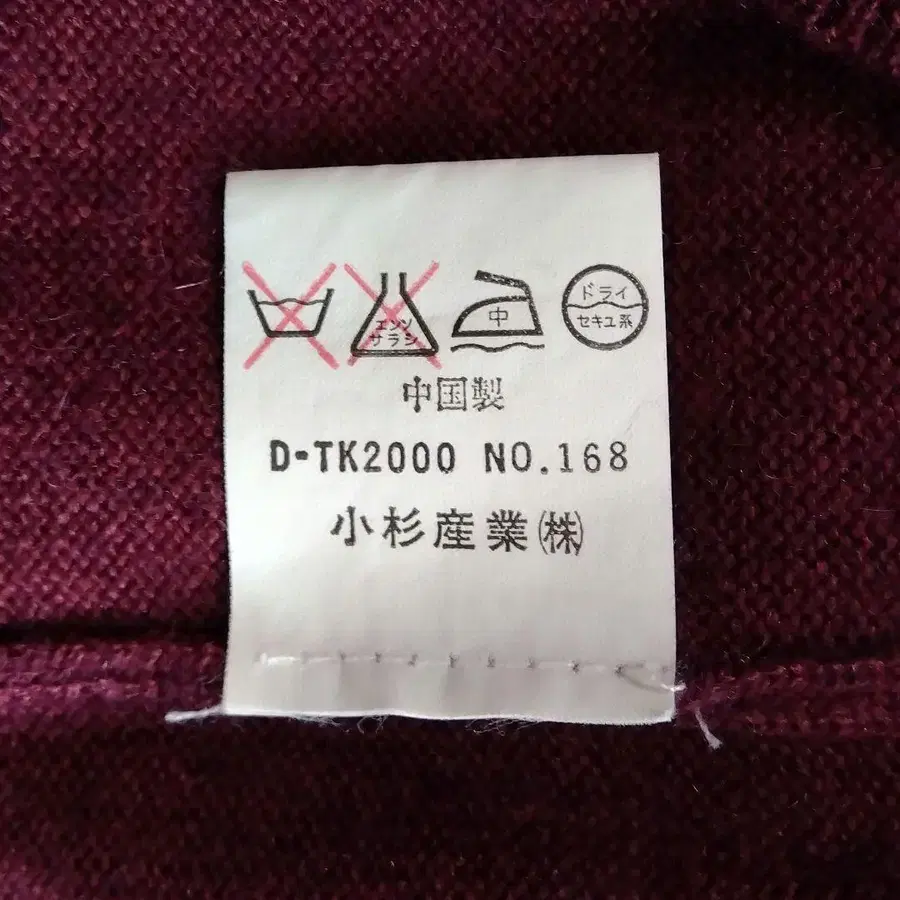 エンソ
サラシ
中
ドライ
セキユ系
中国製
D-TK2000 NO.168
小杉産業㈱